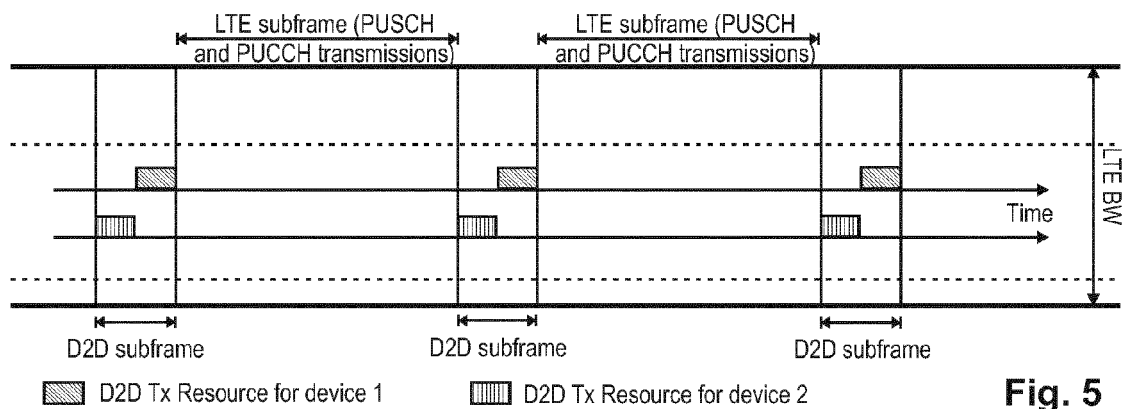 LTE subframe (PUSCH
and PUCCH transmissions)
LTE subframe (PUSCH
and PUCCH transmissions)
LTE BW
Time
D2D subframe
D2D subframe
D2D subframe
D2D Tx Resource for device 1
D2D Tx Resource for device 2
Fig. 5